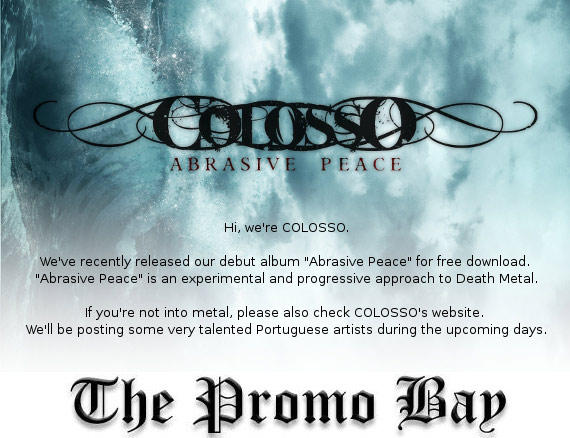 COLOSSO
ABRASIVE PEACE
Hi, we're COLOSSO.
We've recently released our debut album "Abrasive Peace" for free download.
"Abrasive Peace" is an experimental and progressive approach to Death Metal.
If you're not into metal, please also check COLOSSO's website.
We'll be posting some very talented Portuguese artists during the upcoming days.
The Promo Bay